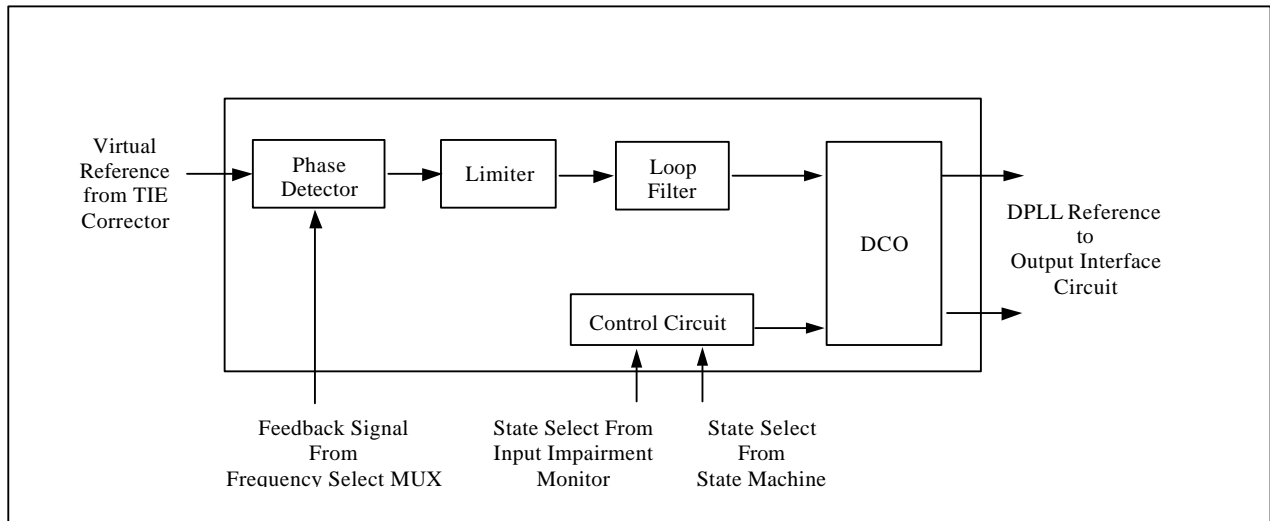 Virtual
Reference
from TIE
Corrector
Phase
Detector
Limiter
Loop
Filter
DCO
DPLL Reference
to
Output Interface
Circuit
Control Circuit
Feedback Signal
From
Frequency Select MUX
State Select From
Input Impairment
Monitor
State Select
From
State Machine